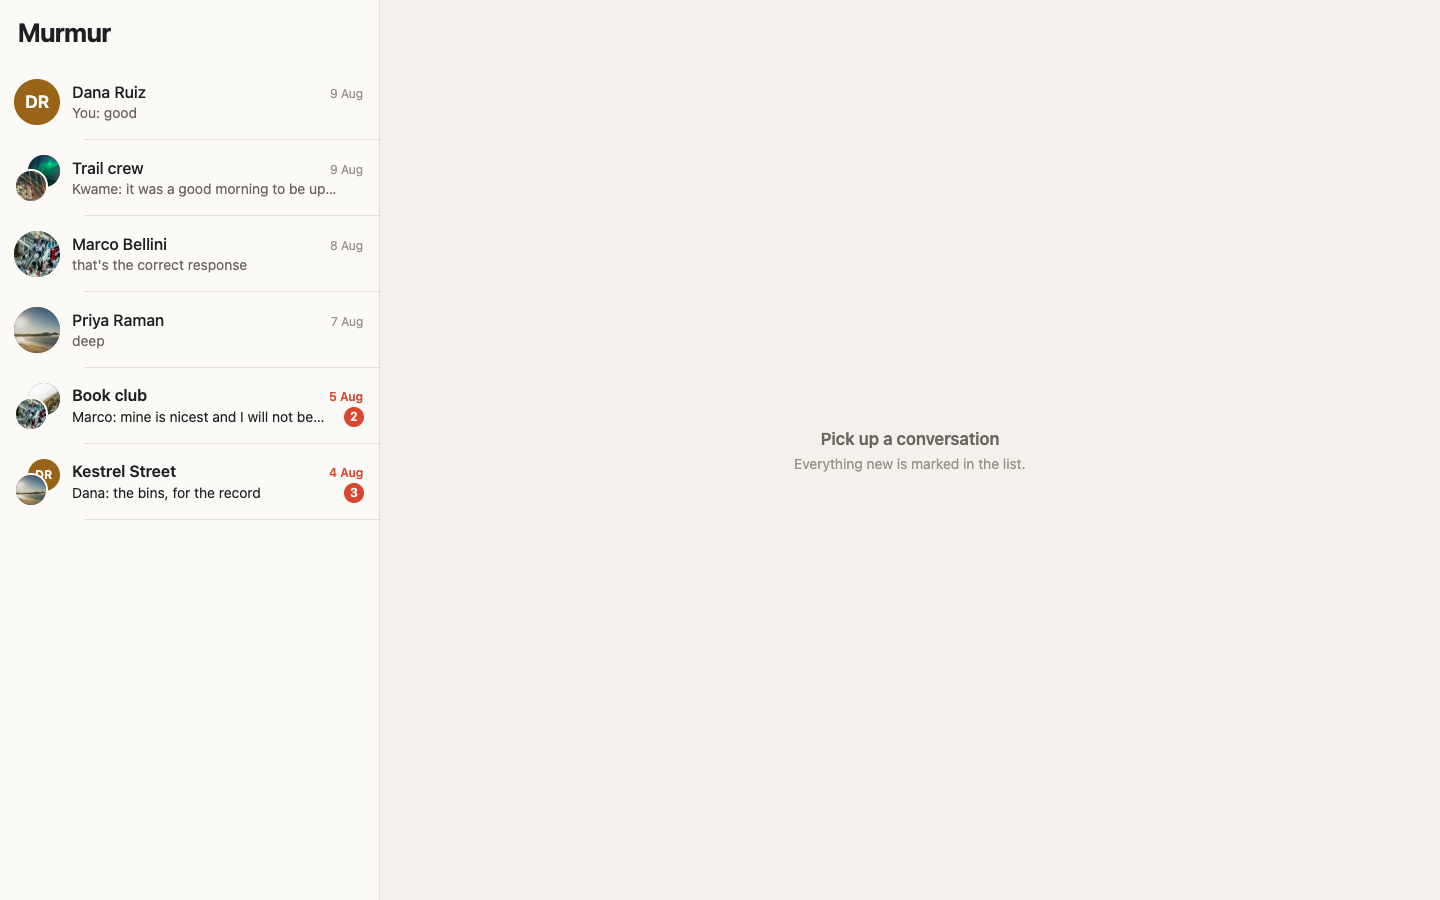 Murmur
DR
Dana Ruiz
9 Aug
You: good
Trail crew
9 Aug
Kwame: it was a good morning to be up…
Marco Bellini
8 Aug
that's the correct response
Priya Raman
7 Aug
deep
Book club
5 Aug
Marco: mine is nicest and I will not be…
2
DR
Kestrel Street
4 Aug
Dana: the bins, for the record
3
Pick up a conversation
Everything new is marked in the list.